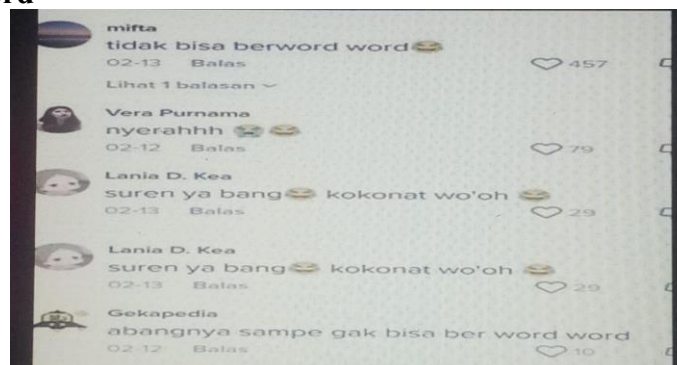 mifta
tidak bisa berword word😂
02-13 Balas 457
Lihat 1 balasan
Vera Purnama
nyerahhh 😭😂
02-12 Balas 79
Lania D. Kea
suren ya bang😂 kokonat wo'oh 😂
02-13 Balas 29
Lania D. Kea
suren ya bang😂 kokonat wo'oh 😂
02-13 Balas 29
Gekapedia
abangnya sampe gak bisa ber word word
02-12 Balas 10